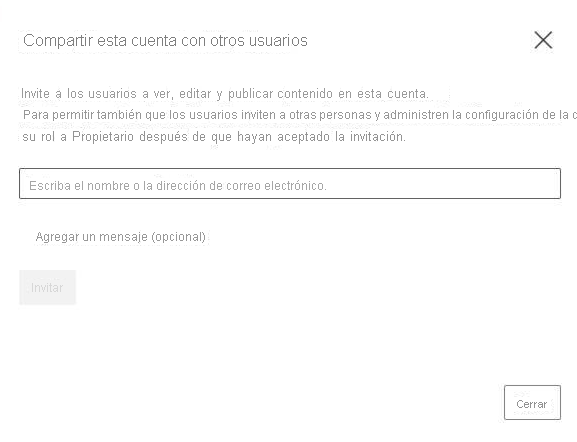 Compartir esta cuenta con otros usuarios
Invite a los usuarios a ver, editar y publicar contenido en esta cuenta.
Para permitir también que los usuarios inviten a otras personas y administren la configuración de la c
su rol a Propietario después de que hayan aceptado la invitación.
Escriba el nombre o la dirección de correo electrónico.
Agregar un mensaje (opcional)
Invitar
Cerrar